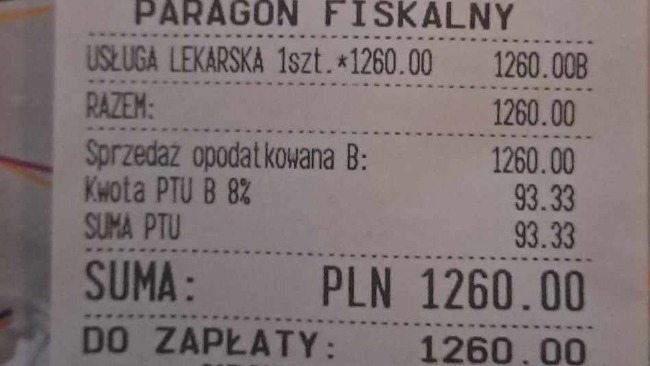 PARAGON FISKALNY
USŁUGA LEKARSKA 1szt.*1260.00 1260.00B
RAZEM: 1260.00
Sprzedaż opodatkowana B: 1260.00
Kwota PTU B 8% 93.33
SUMA PTU 93.33
SUMA: PLN 1260.00
DO ZAPŁATY: 1260.00